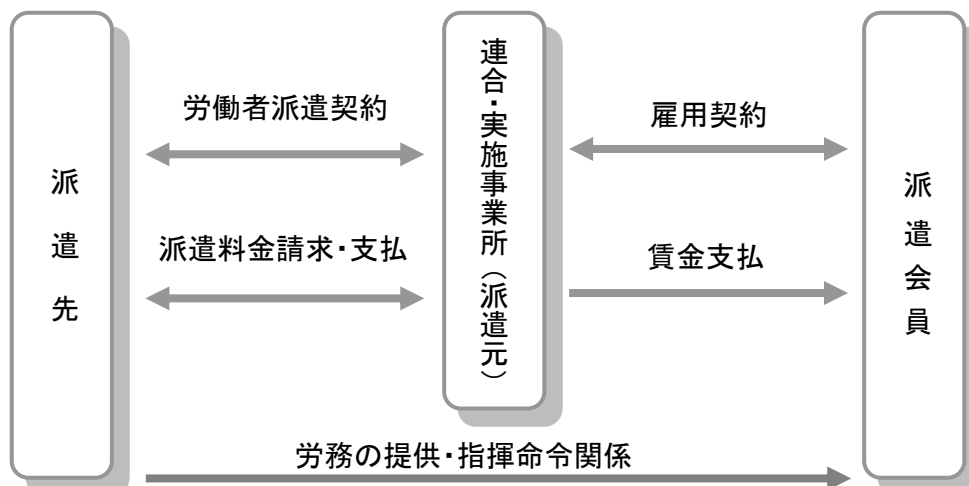 派遣先
労働者派遣契約
派遣料金請求・支払
連合・実施事業所（派遣元）
雇用契約
賃金支払
派遣会員
労務の提供・指揮命令関係